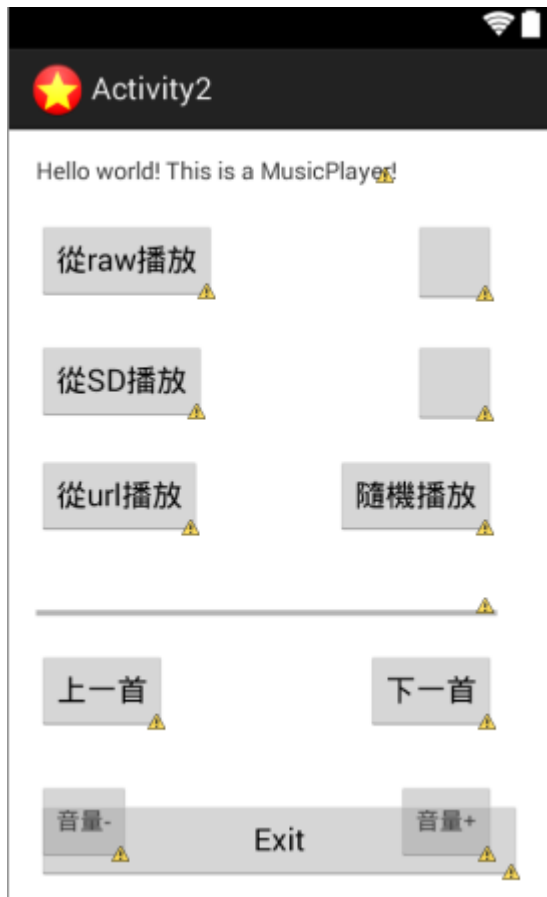 Activity2
Hello world! This is a MusicPlayer!
從raw播放
從SD播放
從url播放 隨機播放
上一首 下一首
音量- 音量+
Exit